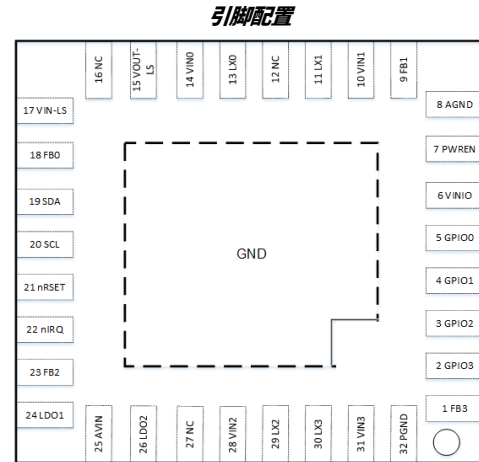 引脚配置
16 NC
15 VOUT-
LS
14 VIN0
13 LX0
12 NC
11 LX1
10 VIN1
9 FB1
17 VIN-LS
18 FB0
19 SDA
20 SCL
21 nRSET
22 nIRQ
23 FB2
24 LDO1
GND
8 AGND
7 PWREN
6 VINIO
5 GPIO0
4 GPIO1
3 GPIO2
2 GPIO3
1 FB3
25 AVIN
26 LDO2
27 NC
28 VIN2
29 LX2
30 LX3
31 VIN3
32 PGND